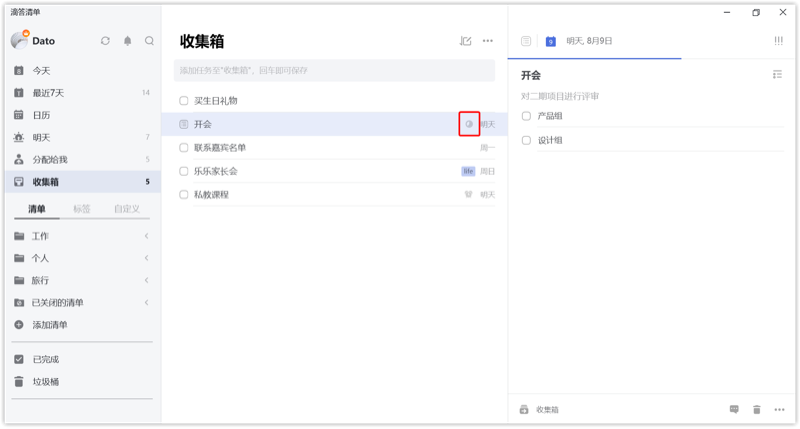 滴答清单
Dato
今天
最近7天 14
日历
明天 7
分配给我 5
收集箱 5
清单 标签 自定义
工作
个人
旅行
已关闭的清单
添加清单
已完成
垃圾桶
收集箱
添加任务至“收集箱”，回车即可保存
买生日礼物
开会 明天
联系嘉宾名单 周一
乐乐家长会 life 周日
私教课程 明天
9 明天, 8月9日 !!!
开会
对二期项目进行评审
产品组
设计组
收集箱